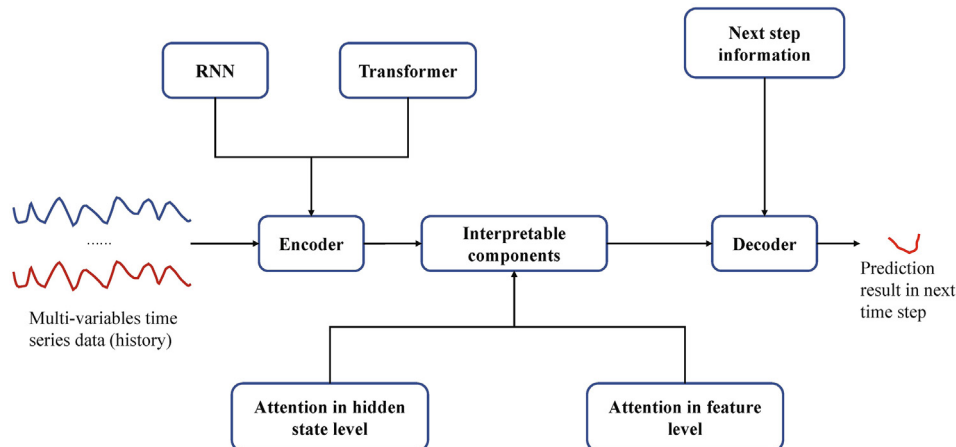 RNN
Transformer
Next step
information
......
Encoder
Interpretable
components
Decoder
Multi-variables time
series data (history)
Prediction
result in next
time step
Attention in hidden
state level
Attention in feature
level